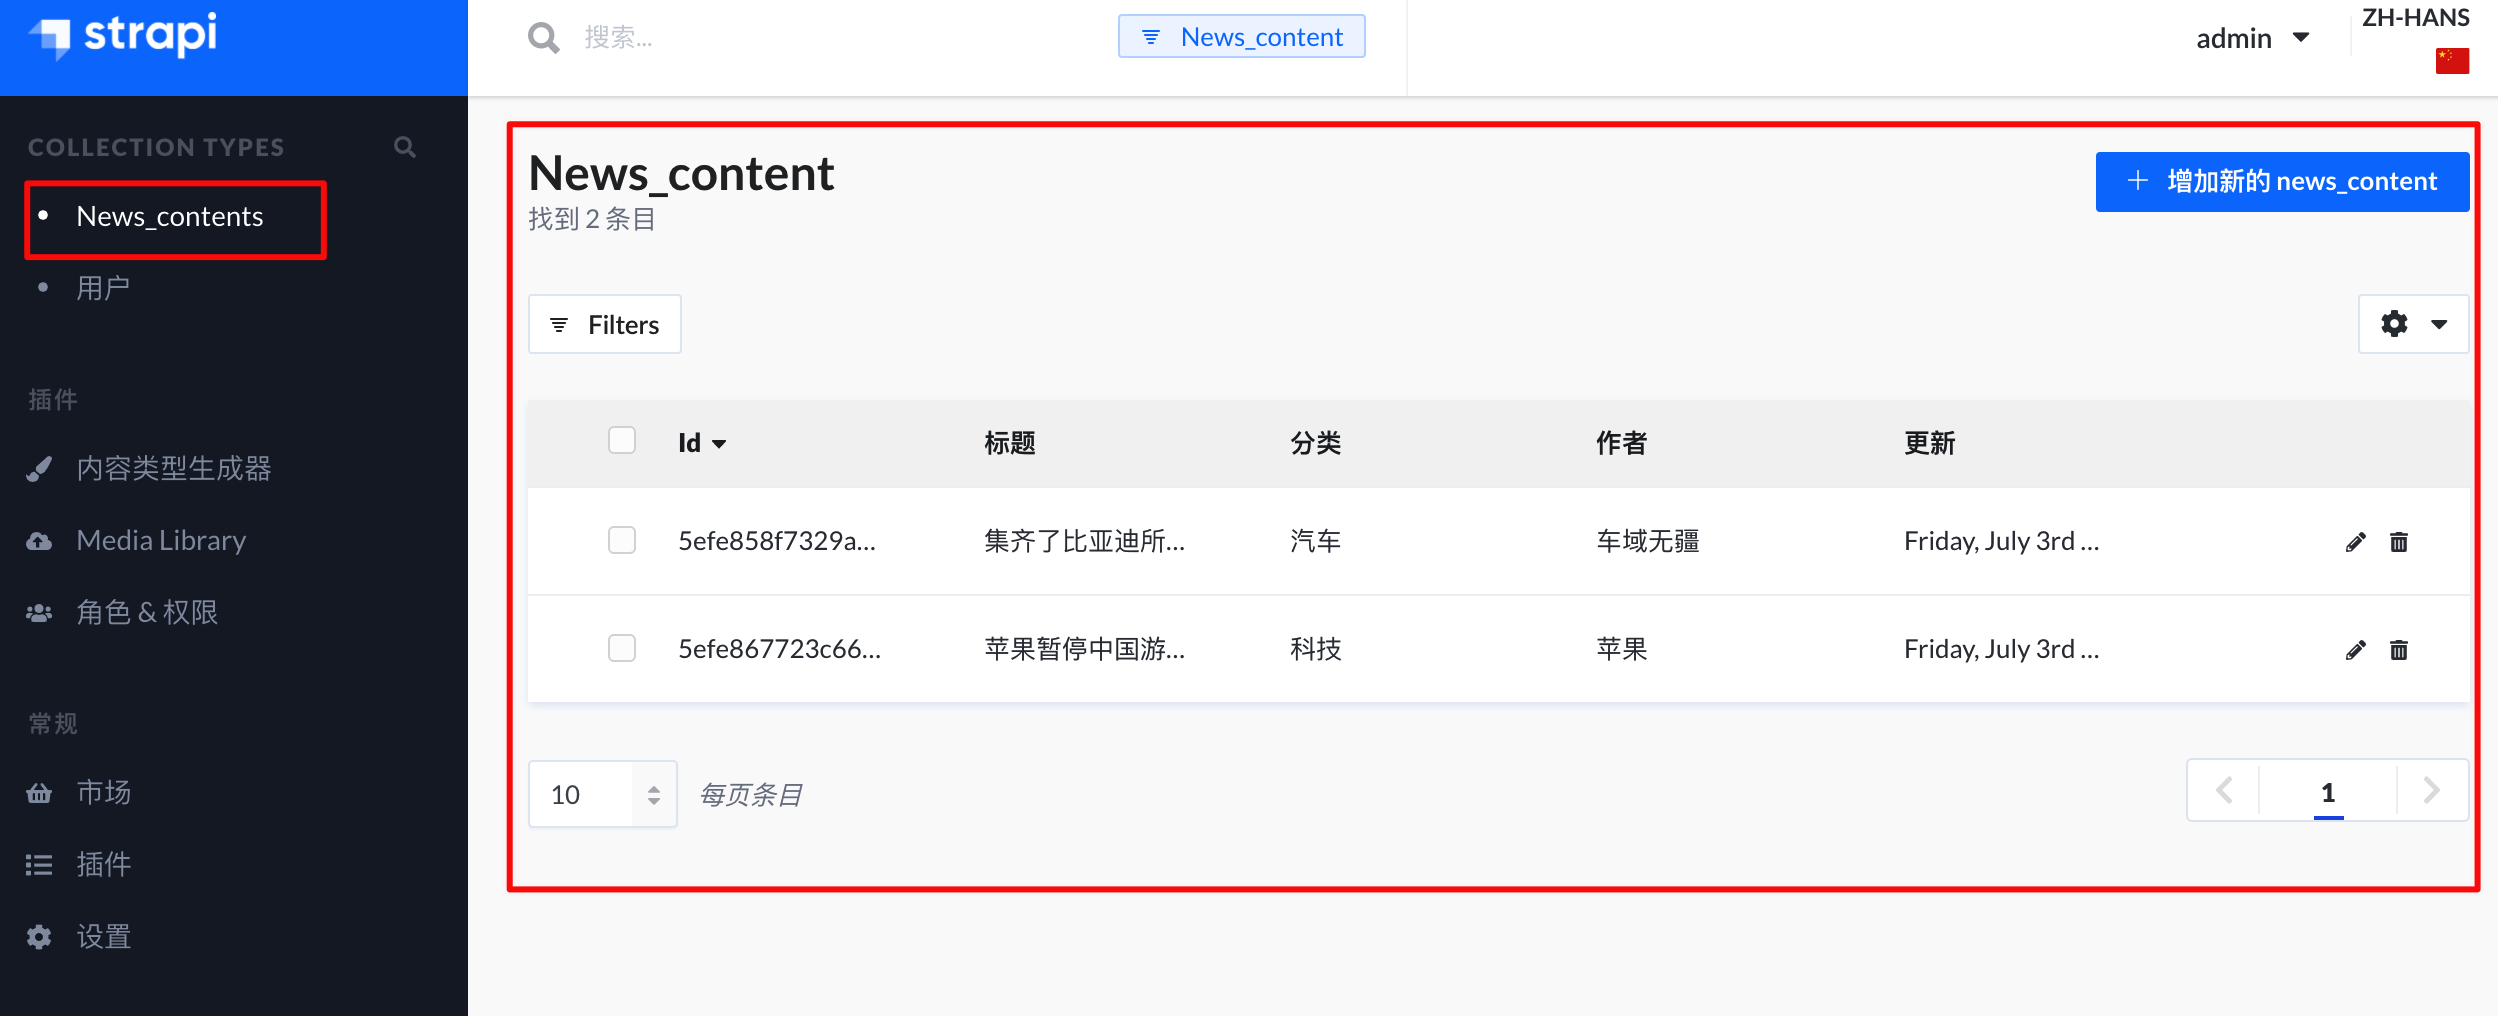 strapi
搜索...
News_content
admin
ZH-HANS
COLLECTION TYPES
News_contents
用户
插件
内容类型生成器
Media Library
角色 & 权限
常规
市场
插件
设置
News_content
找到 2 条目
增加新的 news_content
Filters
Id 标题 分类 作者 更新
5efe858f7329a... 集齐了比亚迪所... 汽车 车域无疆 Friday, July 3rd ...
5efe867723c66... 苹果暂停中国游... 科技 苹果 Friday, July 3rd ...
10 每页条目
1